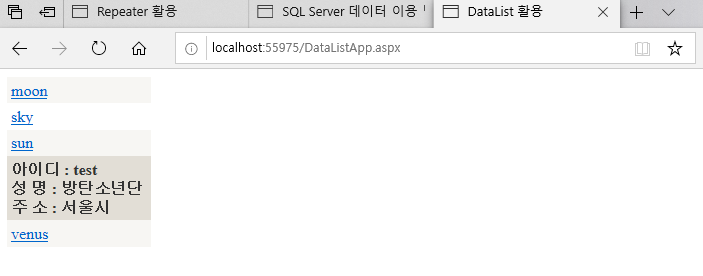 Repeater 활용
SQL Server 데이터 이용
DataList 활용
localhost:55975/DataListApp.aspx
moon
sky
sun
아이디 : test
성 명 : 방탄소년단
주 소 : 서울시
venus